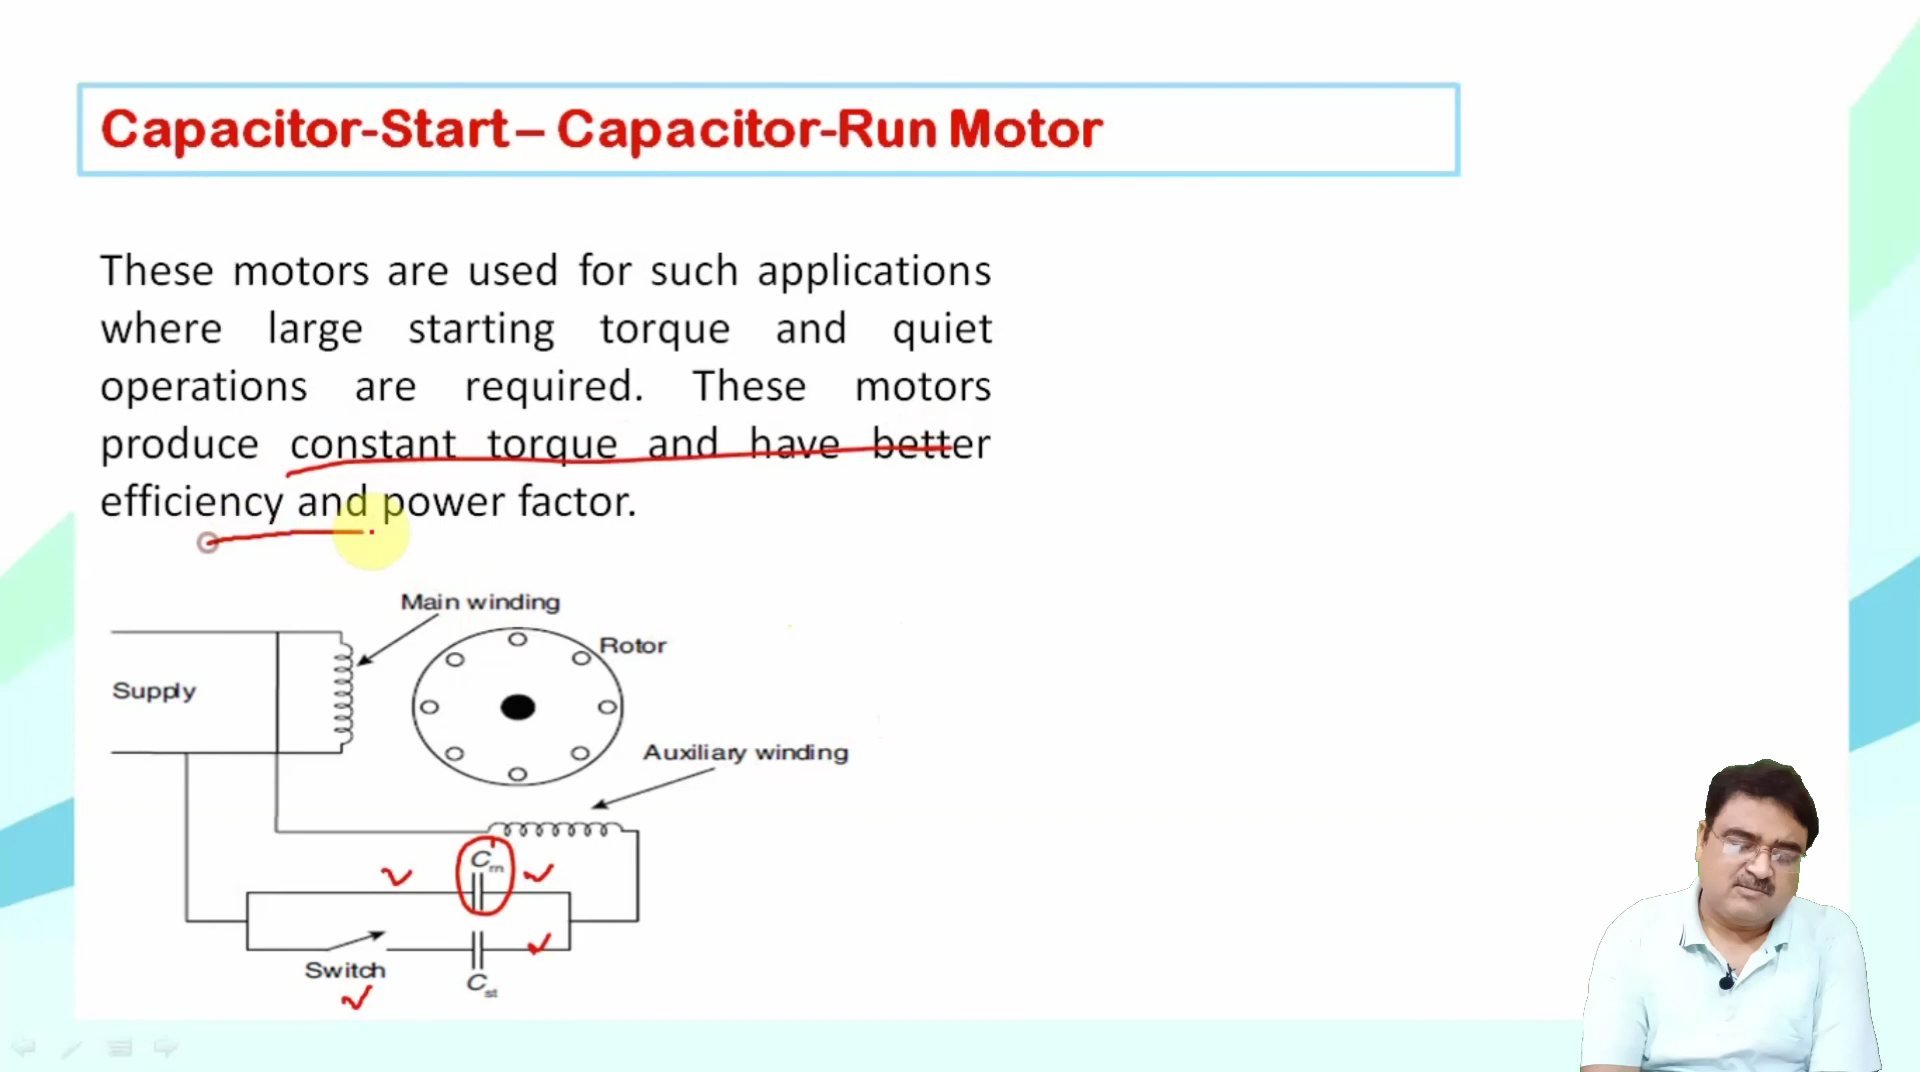 Capacitor-Start – Capacitor-Run Motor
These motors are used for such applications
where large starting torque and quiet
operations are required. These motors
produce constant torque and have better
efficiency and power factor.
Main winding
Rotor
Supply
Auxiliary winding
Crn
Switch
Cst